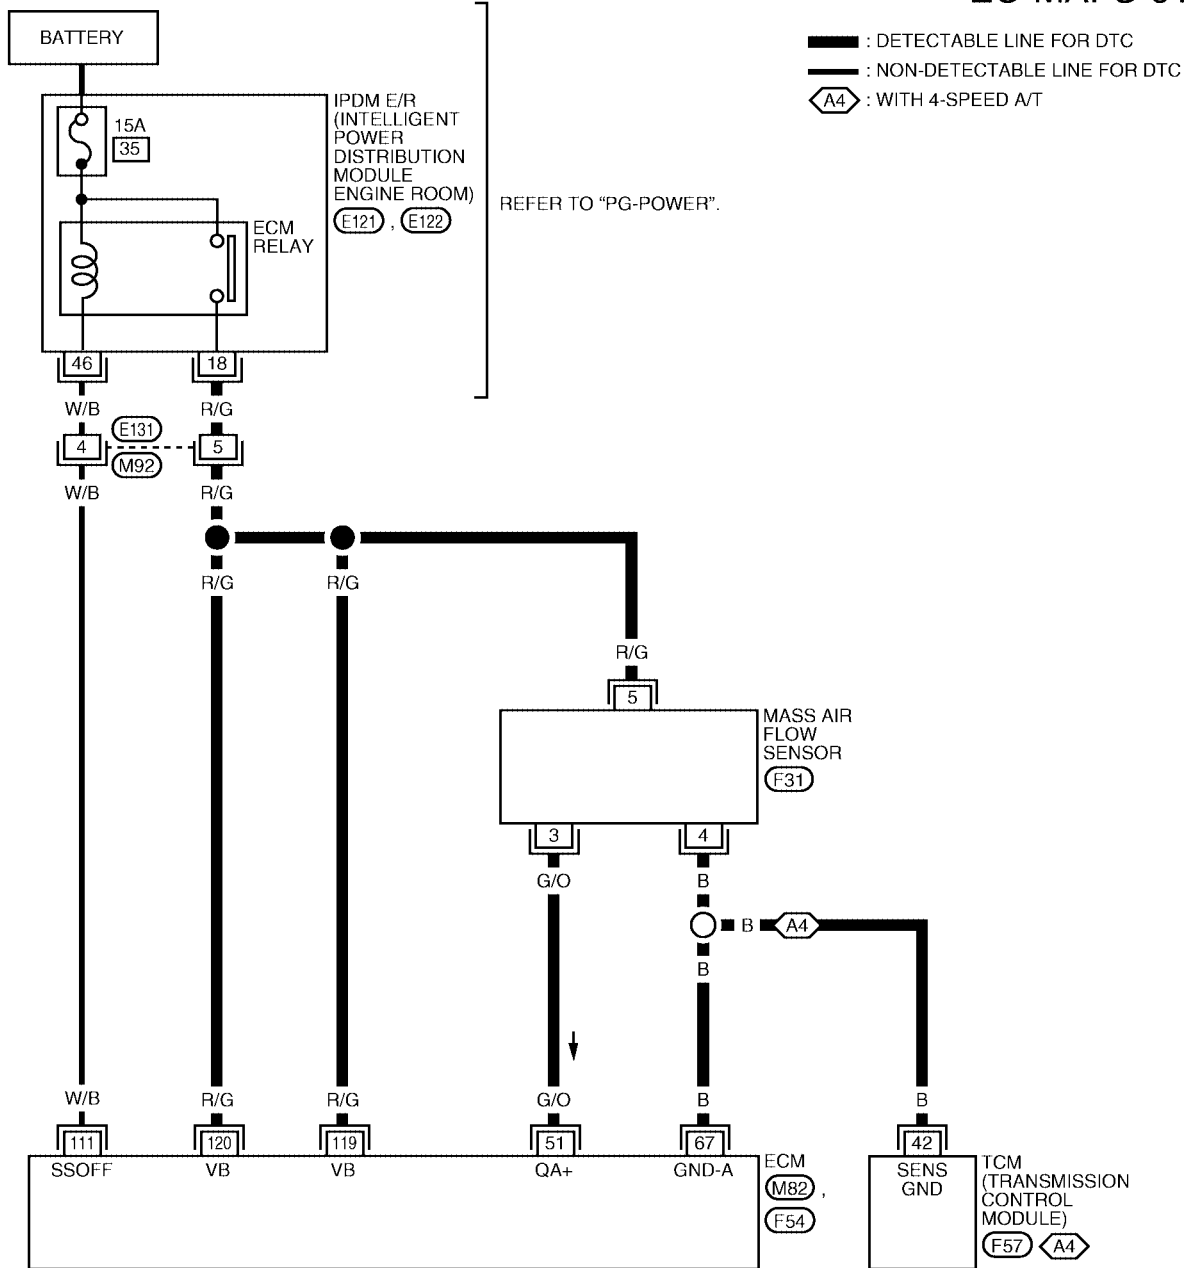 BATTERY
: DETECTABLE LINE FOR DTC
: NON-DETECTABLE LINE FOR DTC
A4 : WITH 4-SPEED A/T
15A
35
IPDM E/R
(INTELLIGENT
POWER
DISTRIBUTION
MODULE
ENGINE ROOM)
E121 , E122
REFER TO “PG-POWER”.
ECM
RELAY
46 18
W/B R/G
4 E131 5
M92
W/B R/G
R/G R/G
R/G
5
MASS AIR
FLOW
SENSOR
F31
3 4
G/O B
B A4
B
W/B R/G R/G G/O B B
111 120 119 51 67 42
SSOFF VB VB QA+ GND-A
ECM
M82 ,
F54
SENS
GND
TCM
(TRANSMISSION
CONTROL
MODULE)
F57 A4